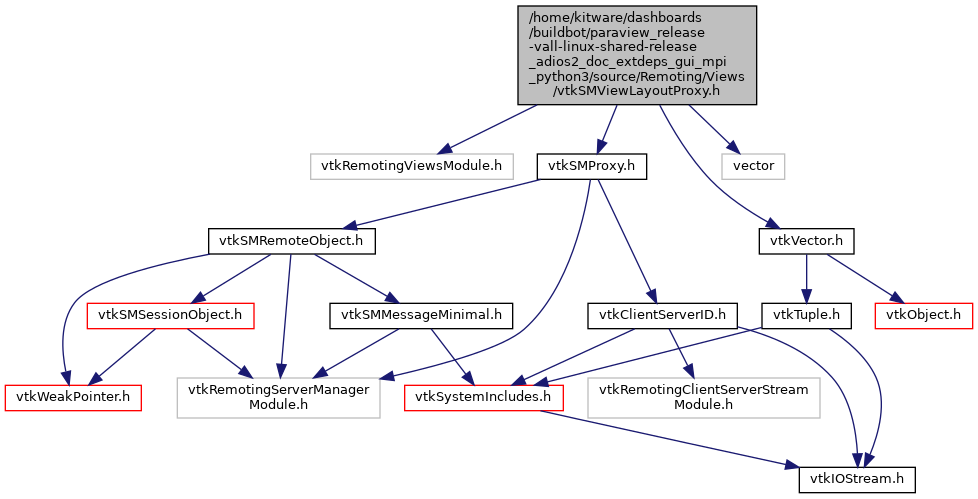 /home/kitware/dashboards
/buildbot/paraview_release
-vall-linux-shared-release
_adios2_doc_extdeps_gui_mpi
_python3/source/Remoting/Views
/vtkSMViewLayoutProxy.h
vtkRemotingViewsModule.h
vtkSMProxy.h
vector
vtkSMRemoteObject.h
vtkVector.h
vtkSMSessionObject.h
vtkSMMessageMinimal.h
vtkClientServerID.h
vtkTuple.h
vtkObject.h
vtkWeakPointer.h
vtkRemotingServerManager
Module.h
vtkSystemIncludes.h
vtkRemotingClientServerStream
Module.h
vtkIOStream.h